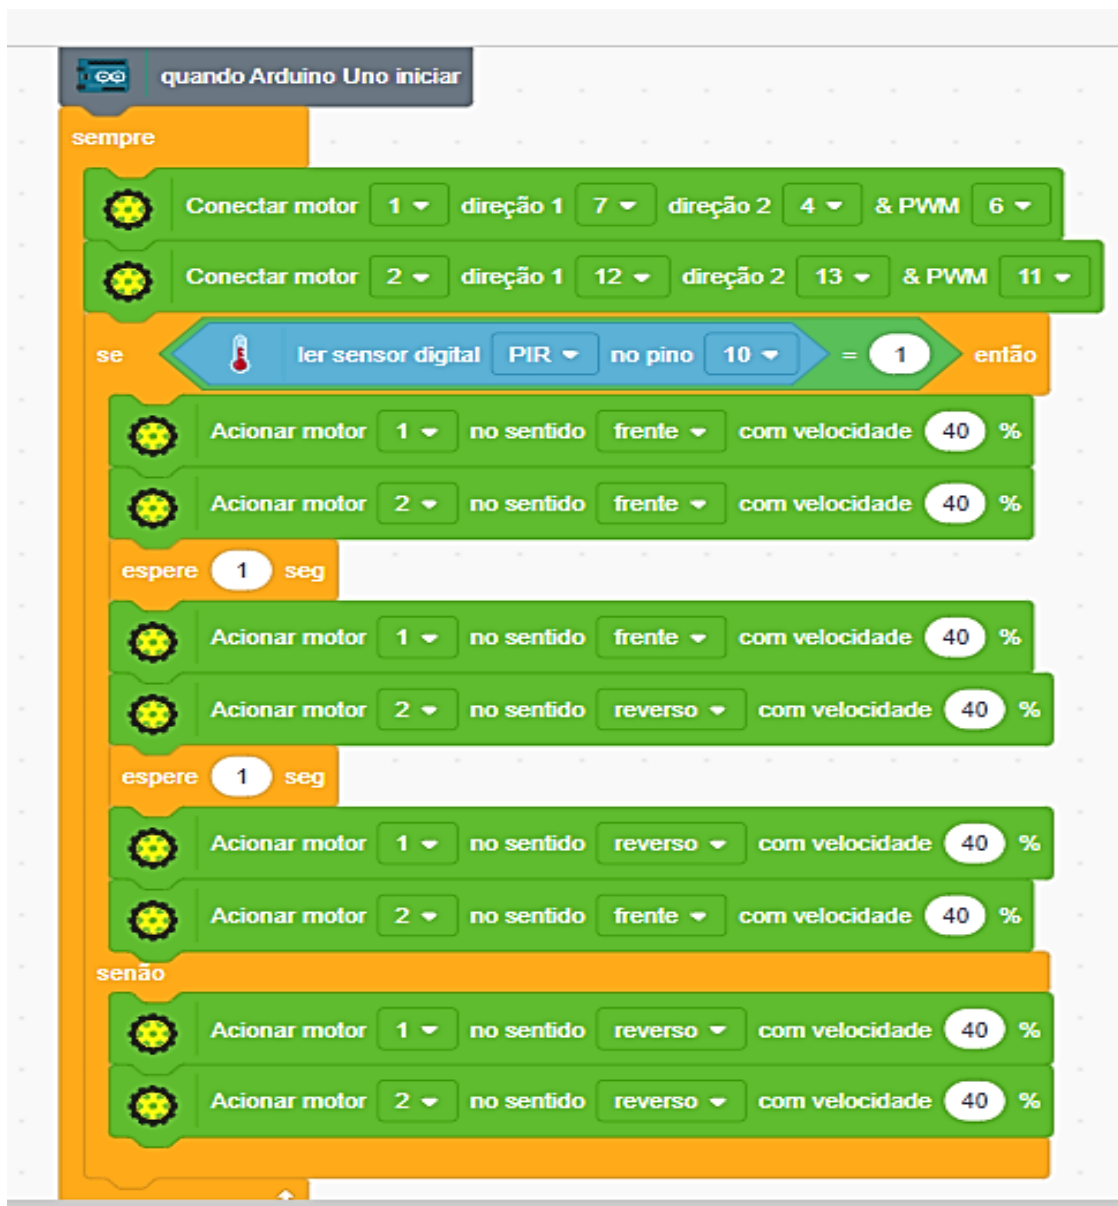 quando Arduino Uno iniciar
sempre
Conectar motor 1 direção 1 7 direção 2 4 & PWM 6
Conectar motor 2 direção 1 12 direção 2 13 & PWM 11
se ler sensor digital PIR no pino 10 = 1 então
Acionar motor 1 no sentido frente com velocidade 40 %
Acionar motor 2 no sentido frente com velocidade 40 %
espere 1 seg
Acionar motor 1 no sentido frente com velocidade 40 %
Acionar motor 2 no sentido reverso com velocidade 40 %
espere 1 seg
Acionar motor 1 no sentido reverso com velocidade 40 %
Acionar motor 2 no sentido frente com velocidade 40 %
senão
Acionar motor 1 no sentido reverso com velocidade 40 %
Acionar motor 2 no sentido reverso com velocidade 40 %